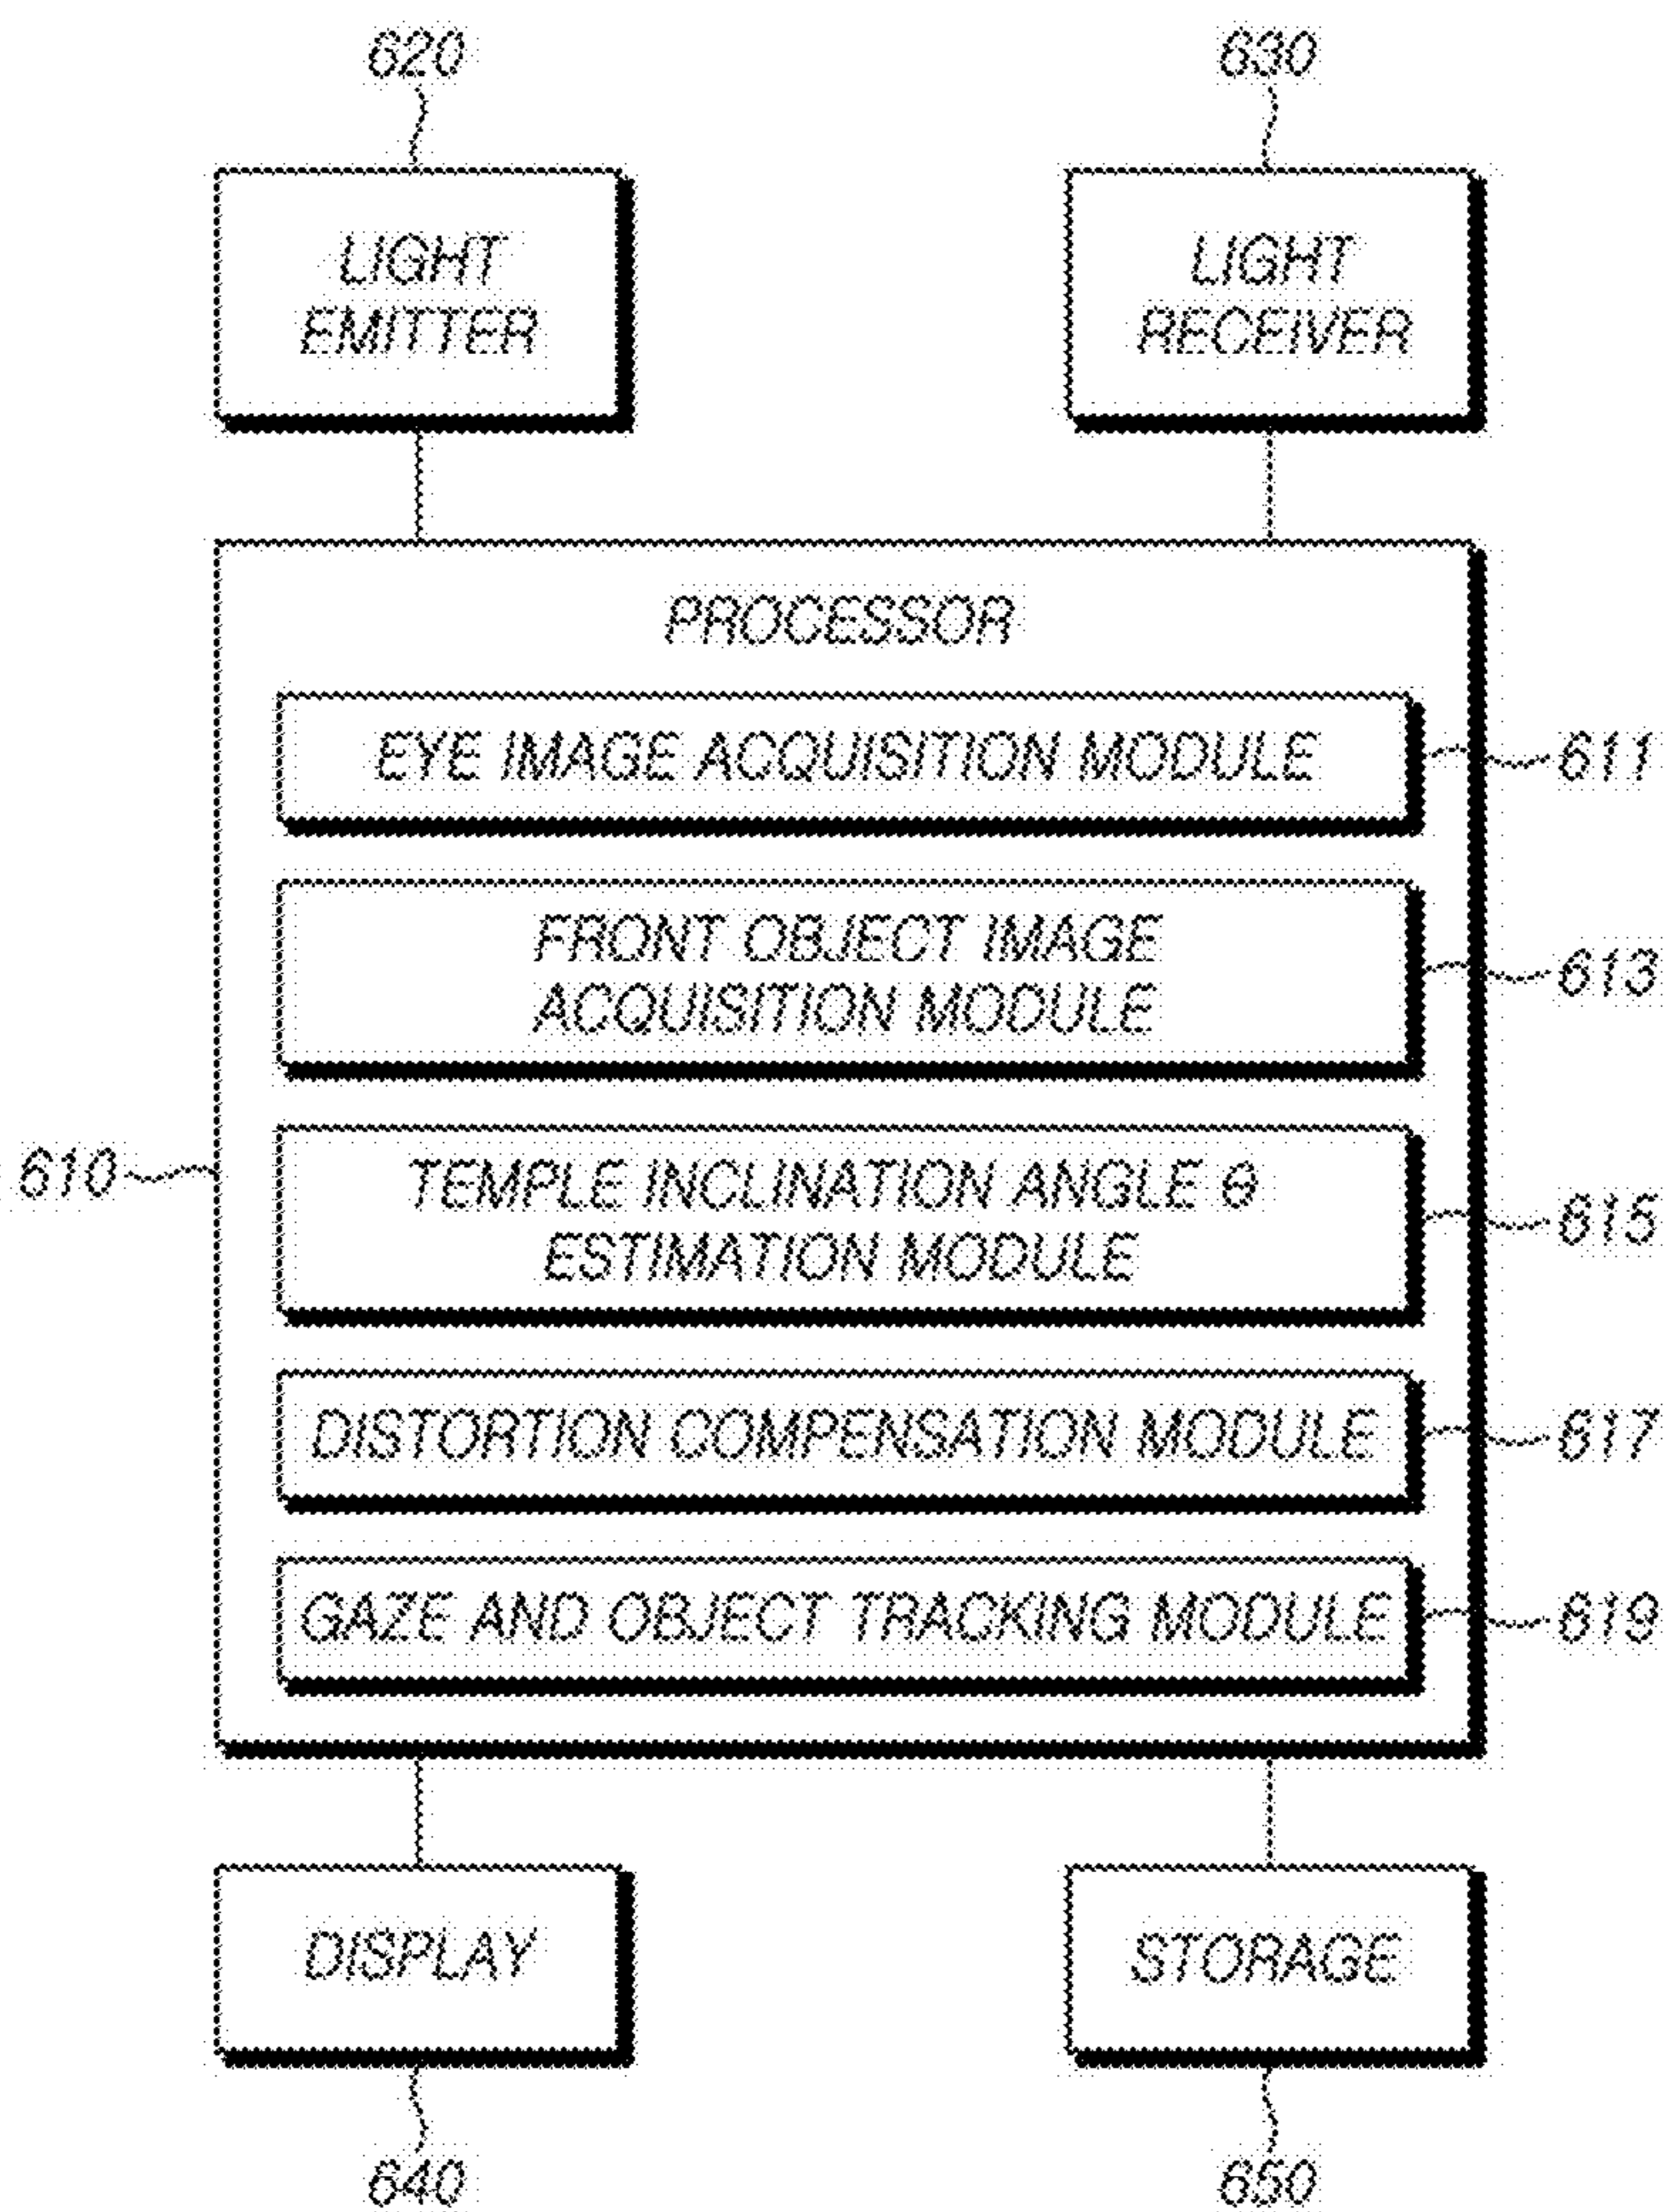 620
630
LIGHT
EMITTER
LIGHT
RECEIVER
PROCESSOR
EYE IMAGE ACQUISITION MODULE
611
FRONT OBJECT IMAGE
ACQUISITION MODULE
613
610
TEMPLE INCLINATION ANGLE θ
ESTIMATION MODULE
615
DISTORTION COMPENSATION MODULE
617
GAZE AND OBJECT TRACKING MODULE
619
DISPLAY
STORAGE
640
650